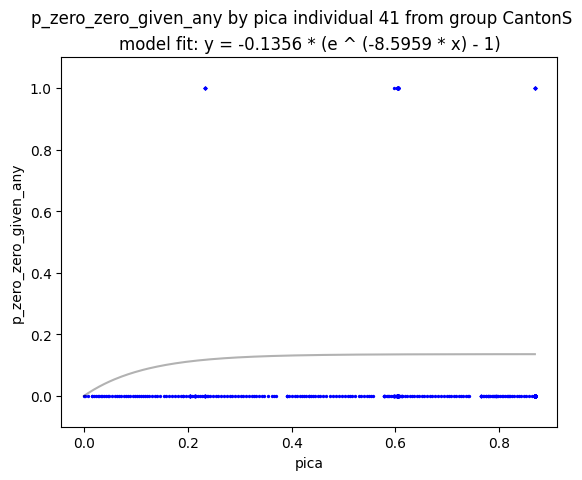 p_zero_zero_given_any by pica individual 41 from group CantonS
model fit: y = -0.1356 * (e ^ (-8.5959 * x) - 1)
1.0
0.8
0.6
0.4
0.2
0.0
p_zero_zero_given_any
0.0 0.2 0.4 0.6 0.8
pica